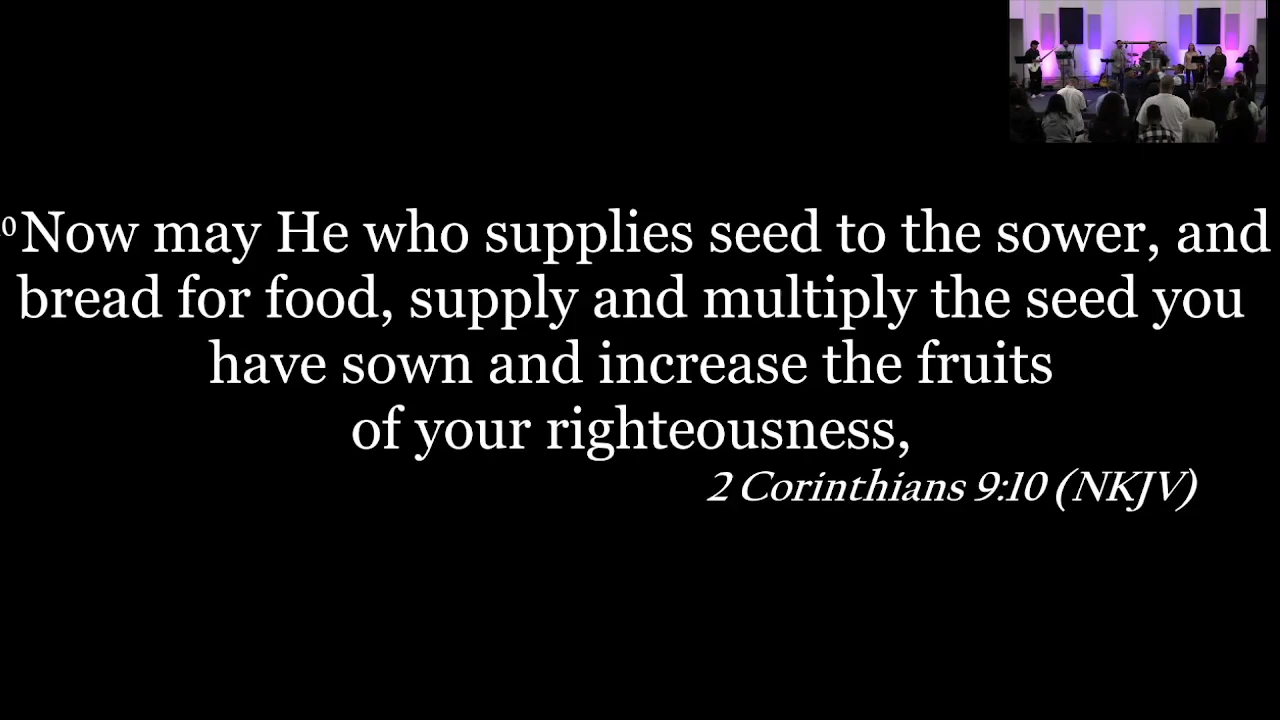 0Now may He who supplies seed to the sower, and
bread for food, supply and multiply the seed you
have sown and increase the fruits
of your righteousness,
2 Corinthians 9:10 (NKJV)